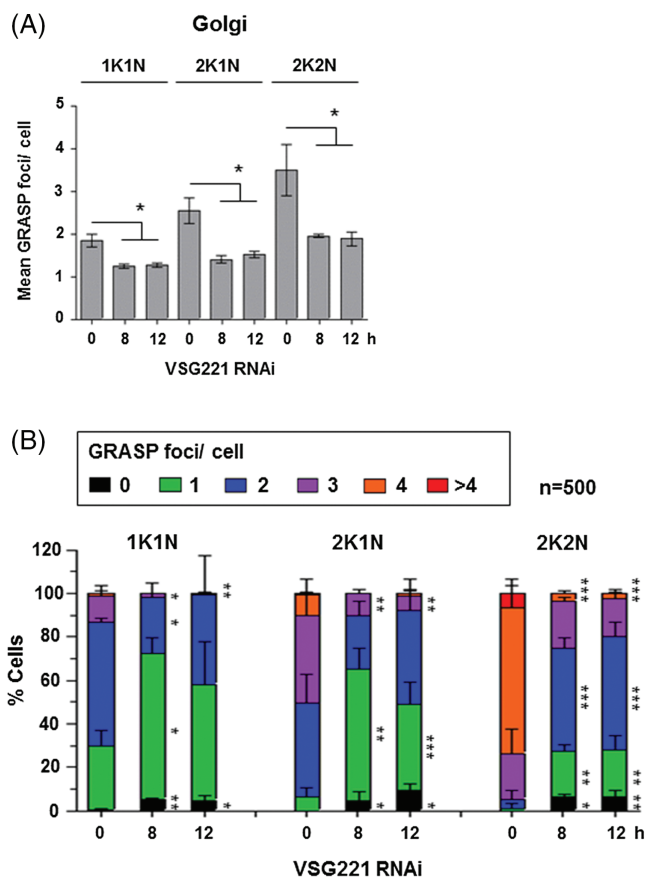 (A)
Golgi
1K1N 2K1N 2K2N
Mean GRASP foci/ cell
5
4
3
2
1
0
* * *
0 8 12 0 8 12 0 8 12 h
VSG221 RNAi
(B)
GRASP foci/ cell
0 1 2 3 4 >4
n=500
1K1N 2K1N 2K2N
% Cells
120
100
80
60
40
20
0
* * * ** ** * ** ** * ** *** * *** *** ** * *** *** ** **
0 8 12 0 8 12 0 8 12 h
VSG221 RNAi